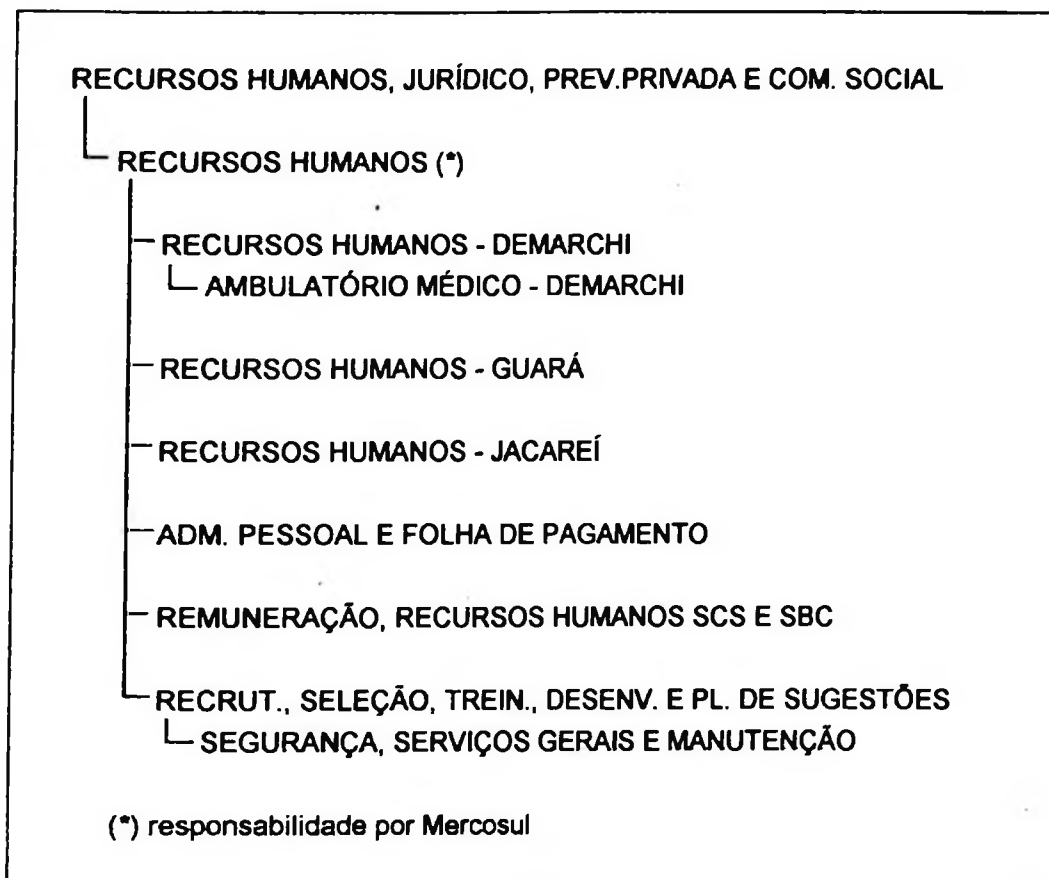 RECURSOS HUMANOS, JURÍDICO, PREV.PRIVADA E COM. SOCIAL
RECURSOS HUMANOS (*)
RECURSOS HUMANOS - DEMARCHI
AMBULATÓRIO MÉDICO - DEMARCHI
RECURSOS HUMANOS - GUARÁ
RECURSOS HUMANOS - JACAREÍ
ADM. PESSOAL E FOLHA DE PAGAMENTO
REMUNERAÇÃO, RECURSOS HUMANOS SCS E SBC
RECRUT., SELEÇÃO, TREIN., DESENV. E PL. DE SUGESTÕES
SEGURANÇA, SERVIÇOS GERAIS E MANUTENÇÃO
(*) responsabilidade por Mercosul